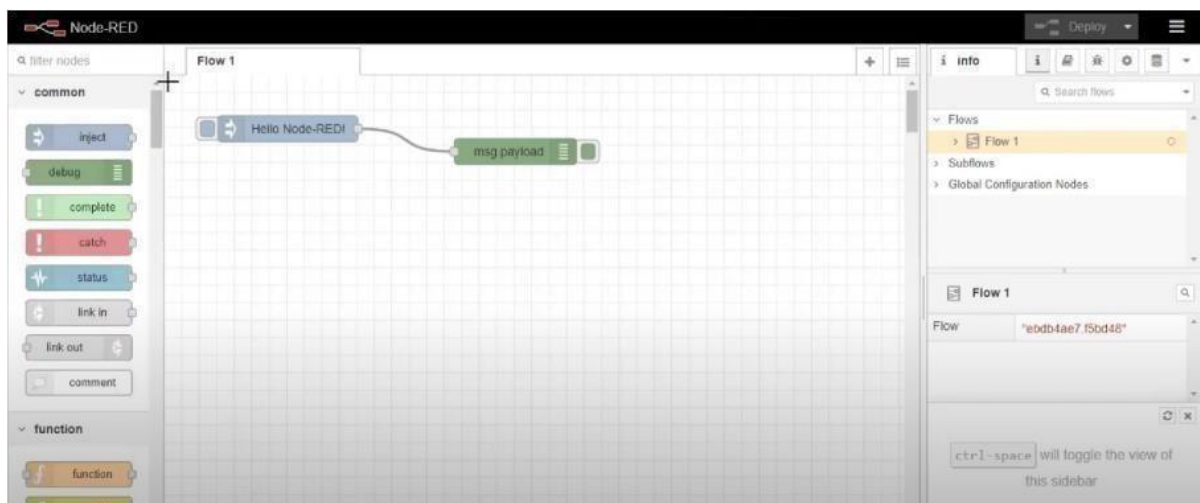 Node-RED
Deploy
filter nodes
Flow 1
i info
Search flows
common
inject
debug
complete
catch
status
link in
link out
comment
function
function
Hello Node-RED!
msg.payload
Flows
Flow 1
Subflows
Global Configuration Nodes
Flow 1
Flow "ebdb4ae7.f5bd48"
ctrl-space will toggle the view of
this sidebar